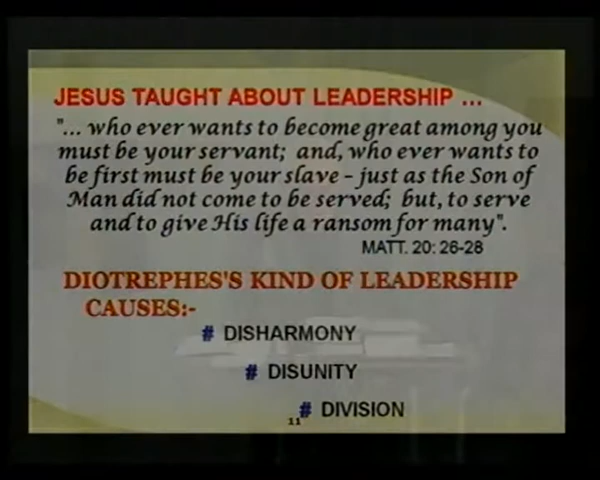 JESUS TAUGHT ABOUT LEADERSHIP ...
"... who ever wants to become great among you
must be your servant; and, who ever wants to
be first must be your slave – just as the Son of
Man did not come to be served; but, to serve
and to give His life a ransom for many".
MATT. 20: 26-28
DIOTREPHES'S KIND OF LEADERSHIP
CAUSES:-
# DISHARMONY
# DISUNITY
# DIVISION
11